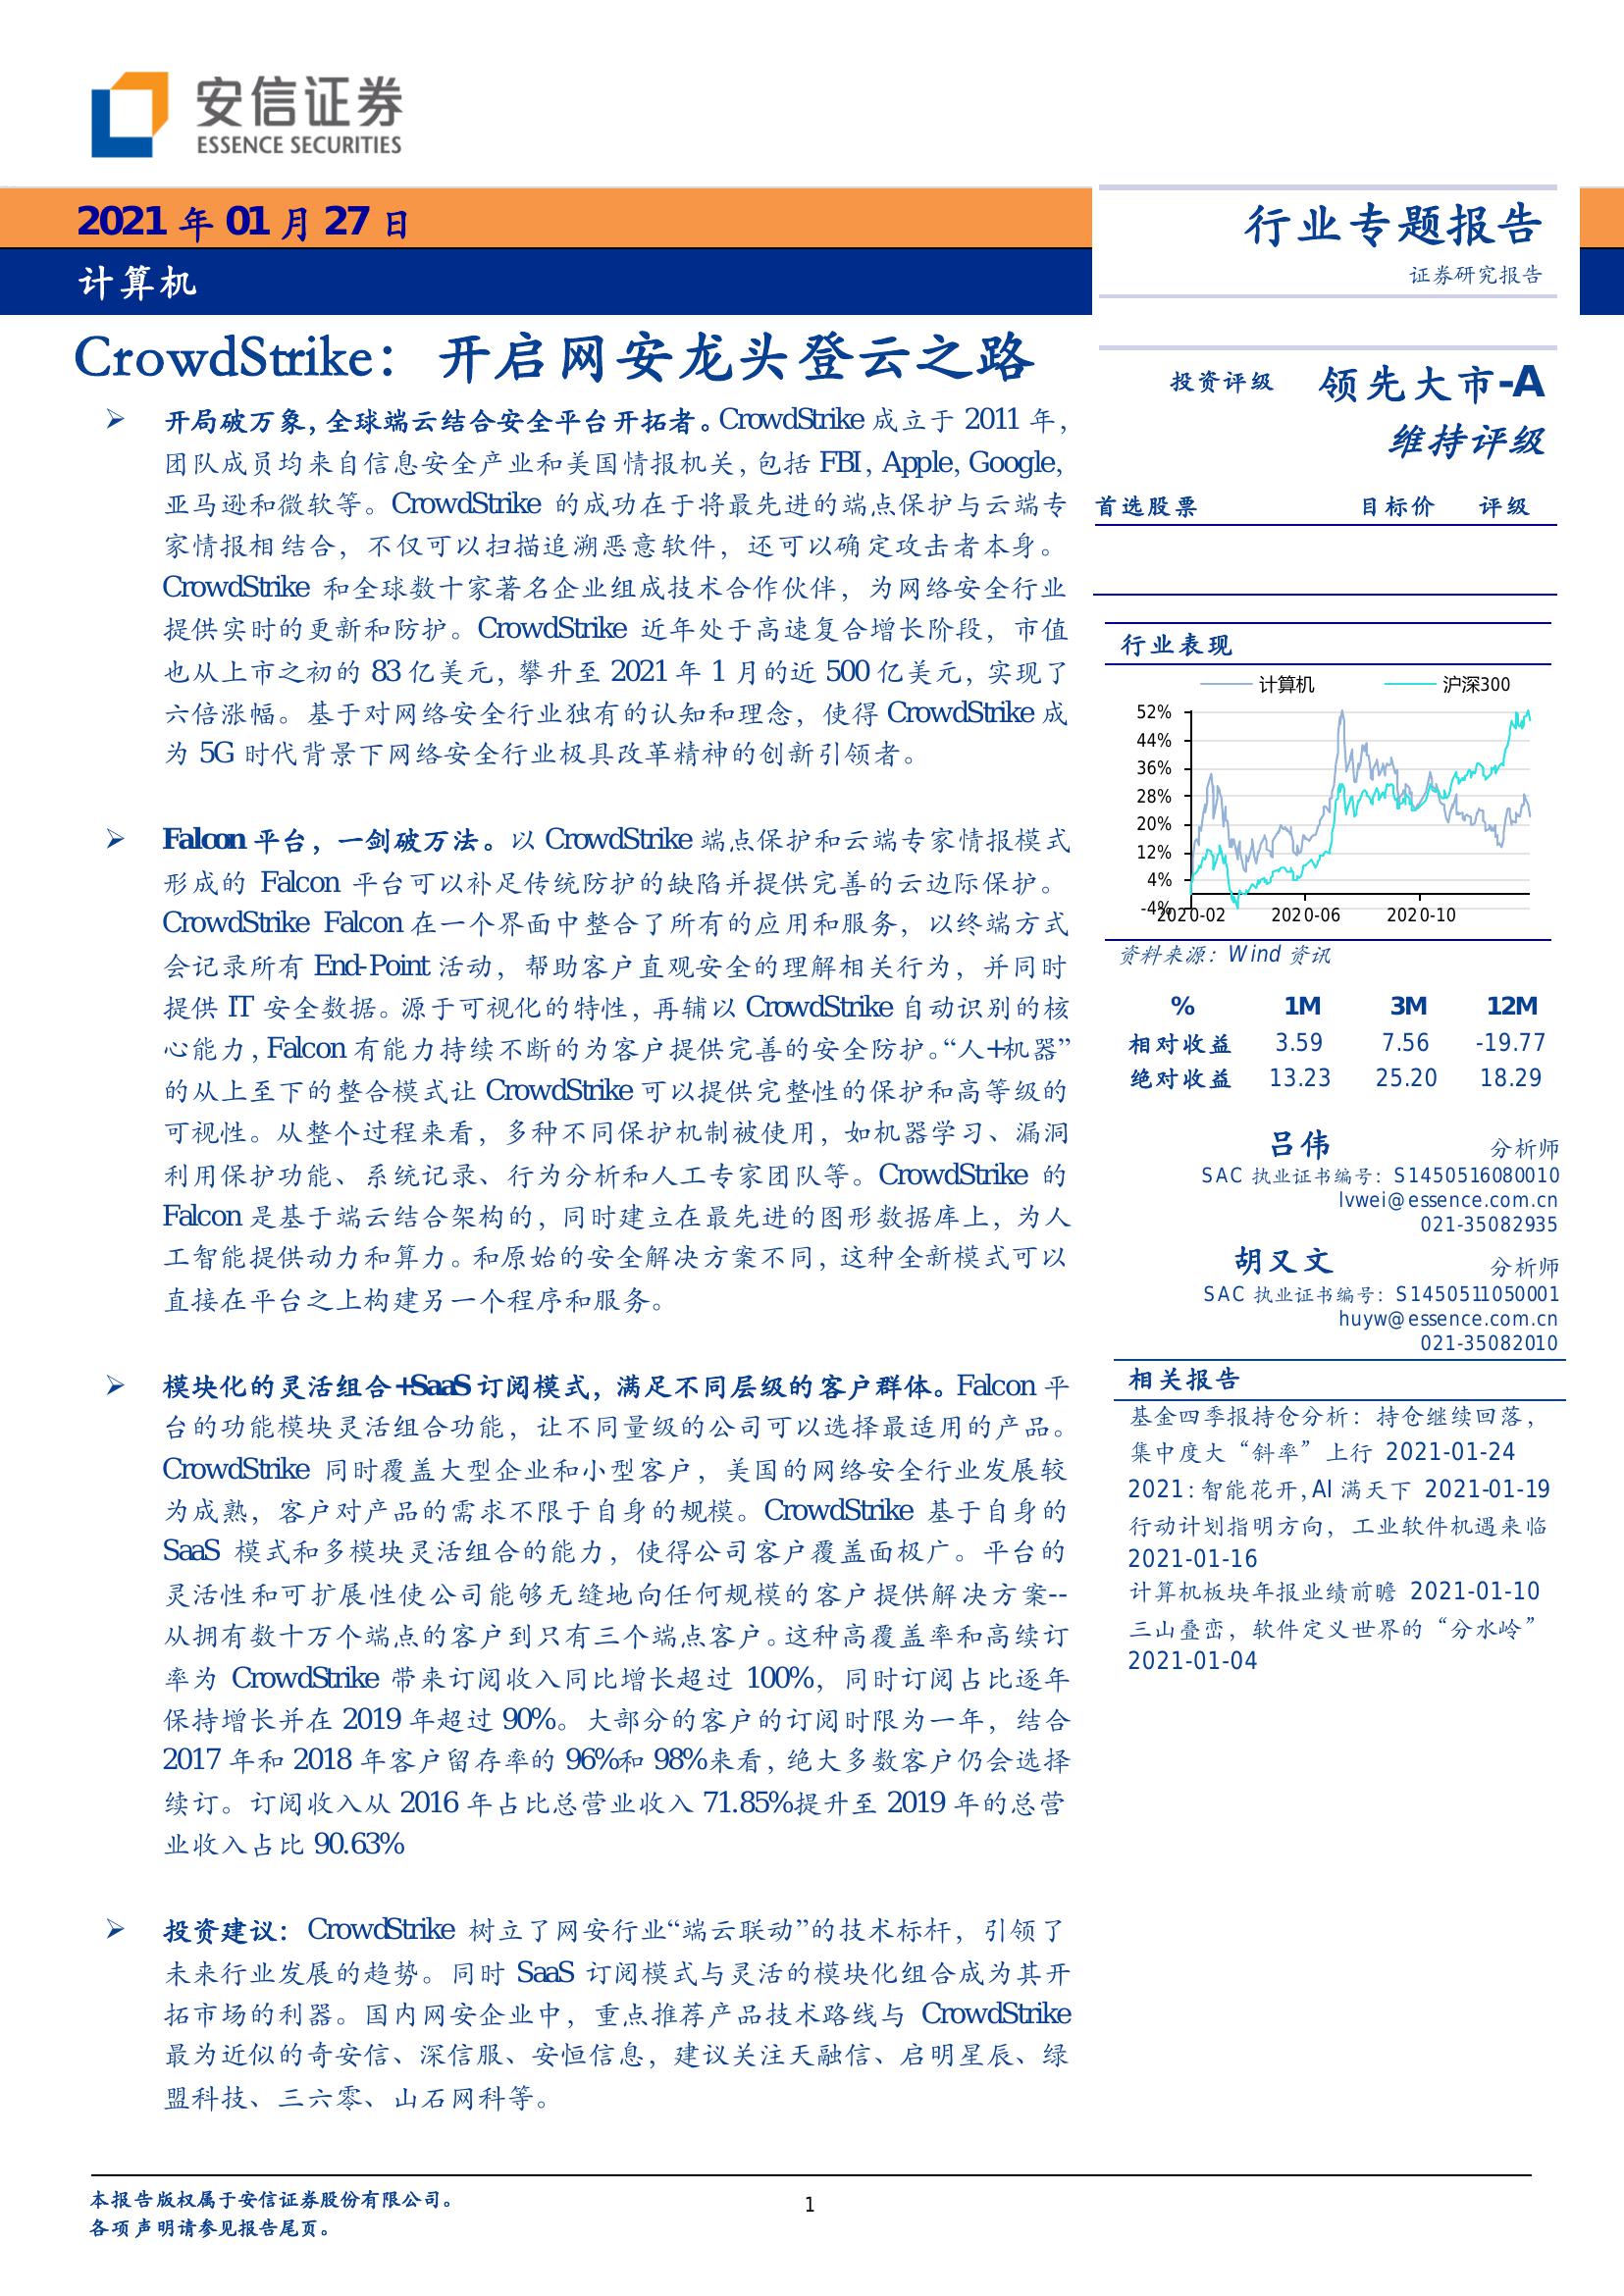 安信证券
ESSENCE SECURITIES
2021 年 01 月 27 日
计算机
行业专题报告
证券研究报告
CrowdStrike： 开启网安龙头登云之路
开局破万象，全球端云结合安全平台开拓者。CrowdStrike 成立于 2011 年，
团队成员均来自信息安全产业和美国情报机关，包括 FBI，Apple，Google，
亚马逊和微软等。CrowdStrike 的成功在于将最先进的端点保护与云端专
家情报相结合，不仅可以扫描追溯恶意软件，还可以确定攻击者本身。
CrowdStrike 和全球数十家著名企业组成技术合作伙伴，为网络安全行业
提供实时的更新和防护。CrowdStrike 近年处于高速复合增长阶段，市值
也从上市之初的 83 亿美元，攀升至 2021 年 1 月的近 500 亿美元，实现了
六倍涨幅。基于对网络安全行业独有的认知和理念，使得 CrowdStrike 成
为 5G 时代背景下网络安全行业极具改革精神的创新引领者。
Falcon 平台，一剑破万法。以 CrowdStrike 端点保护和云端专家情报模式
形成的 Falcon 平台可以补足传统防护的缺陷并提供完善的云边际保护。
CrowdStrike Falcon 在一个界面中整合了所有的应用和服务，以终端方式
会记录所有 End-Point 活动，帮助客户直观安全的理解相关行为，并同时
提供 IT 安全数据。源于可视化的特性，再辅以 CrowdStrike 自动识别的核
心能力，Falcon 有能力持续不断的为客户提供完善的安全防护。“人+机器”
的从上至下的整合模式让 CrowdStrike 可以提供完整性的保护和高等级的
可视性。从整个过程来看，多种不同保护机制被使用，如机器学习、漏洞
利用保护功能、系统记录、行为分析和人工专家团队等。CrowdStrike 的
Falcon 是基于端云结合架构的，同时建立在最先进的图形数据库上，为人
工智能提供动力和算力。和原始的安全解决方案不同，这种全新模式可以
直接在平台之上构建另一个程序和服务。
模块化的灵活组合+SaaS 订阅模式，满足不同层级的客户群体。Falcon 平
台的功能模块灵活组合功能，让不同量级的公司可以选择最适用的产品。
CrowdStrike 同时覆盖大型企业和小型客户，美国的网络安全行业发展较
为成熟，客户对产品的需求不限于自身的规模。CrowdStrike 基于自身的
SaaS 模式和多模块灵活组合的能力，使得公司客户覆盖面极广。平台的
灵活性和可扩展性使公司能够无缝地向任何规模的客户提供解决方案--
从拥有数十万个端点的客户到只有三个端点客户。这种高覆盖率和高续订
率为 CrowdStrike 带来订阅收入同比增长超过 100%，同时订阅占比逐年
保持增长并在 2019 年超过 90%。大部分的客户的订阅时限为一年，结合
2017 年和 2018 年客户留存率的 96%和 98%来看，绝大多数客户仍会选择
续订。订阅收入从 2016 年占比总营业收入 71.85%提升至 2019 年的总营
业收入占比 90.63%
投资建议： CrowdStrike 树立了网安行业“端云联动”的技术标杆，引领了
未来行业发展的趋势。同时 SaaS 订阅模式与灵活的模块化组合成为其开
拓市场的利器。国内网安企业中，重点推荐产品技术路线与 CrowdStrike
最为近似的奇安信、深信服、安恒信息，建议关注天融信、启明星辰、绿
盟科技、三六零、山石网科等。
投资评级 领先大市-A
维持评级
首选股票 目标价 评级
行业表现
计算机 沪深300
52%
44%
36%
28%
20%
12%
4%
-4%
2020-02 2020-06 2020-10
资料来源：Wind 资讯
% 1M 3M 12M
相对收益 3.59 7.56 -19.77
绝对收益 13.23 25.20 18.29
吕伟 分析师
SAC 执业证书编号：S1450516080010
lvwei@essence.com.cn
021-35082935
胡又文 分析师
SAC 执业证书编号：S1450511050001
huyw@essence.com.cn
021-35082010
相关报告
基金四季报持仓分析：持仓继续回落，
集中度大“斜率”上行 2021-01-24
2021：智能花开，AI 满天下 2021-01-19
行动计划指明方向，工业软件机遇来临
2021-01-16
计算机板块年报业绩前瞻 2021-01-10
三山叠峦，软件定义世界的“分水岭”
2021-01-04
本报告版权属于安信证券股份有限公司。
各项声明请参见报告尾页。
1